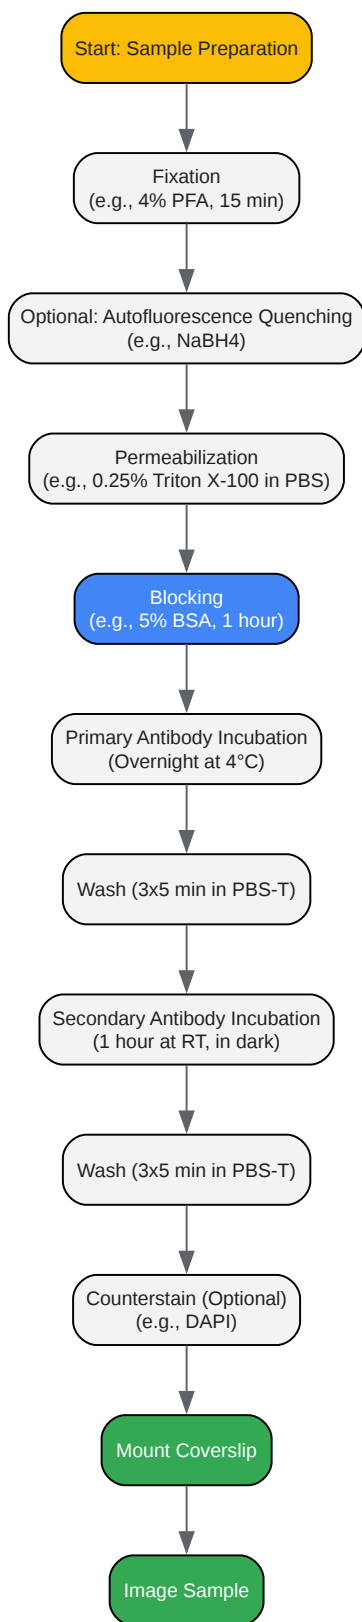 Start: Sample Preparation
Fixation
(e.g., 4% PFA, 15 min)
Optional: Autofluorescence Quenching
(e.g., NaBH4)
Permeabilization
(e.g., 0.25% Triton X-100 in PBS)
Blocking
(e.g., 5% BSA, 1 hour)
Primary Antibody Incubation
(Overnight at 4°C)
Wash (3x5 min in PBS-T)
Secondary Antibody Incubation
(1 hour at RT, in dark)
Wash (3x5 min in PBS-T)
Counterstain (Optional)
(e.g., DAPI)
Mount Coverslip
Image Sample